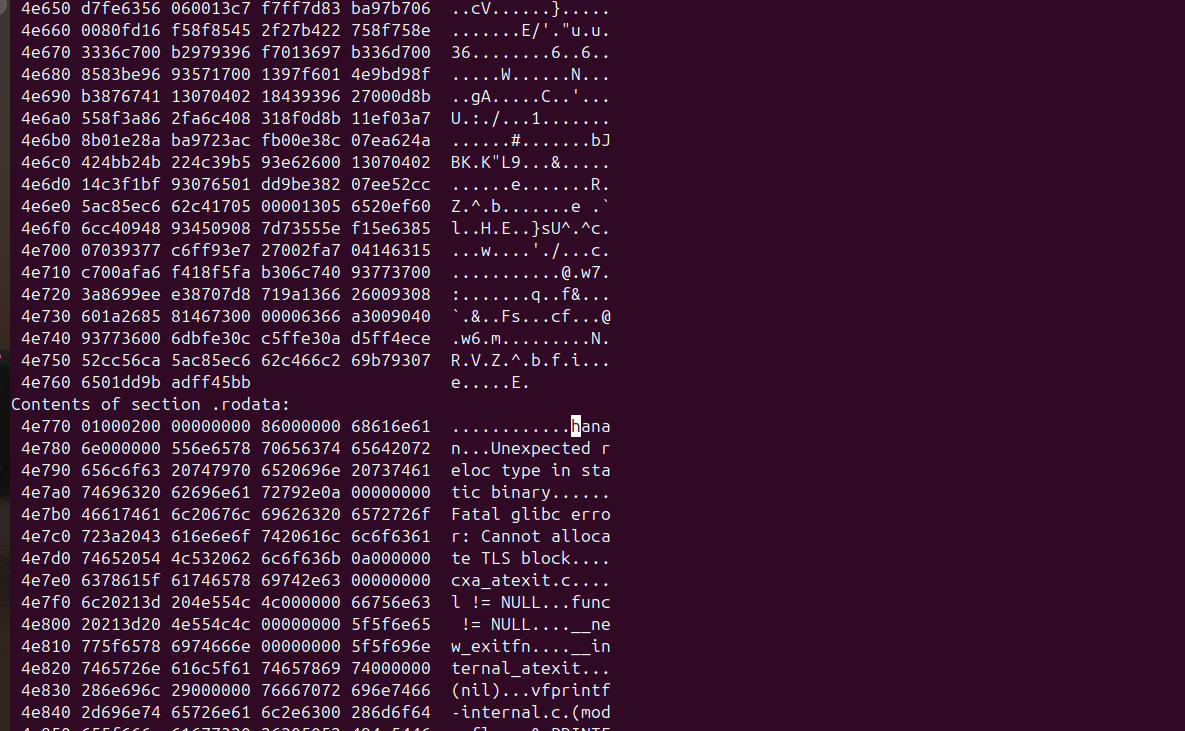 4e650 d7fe6356 060013c7 f7ff7d83 ba97b706  ..cV......}.....
4e660 0080fd16 f58f8545 2f27b422 758f758e  .......E/'."u.u.
4e670 3336c700 b2979396 f7013697 b336d700  36........6..6..
4e680 8583be96 93571700 1397f601 4e9bd98f  .....W......N...
4e690 b3876741 13070402 18439396 27000d8b  ..gA.....C..'...
4e6a0 558f3a86 2fa6c408 318f0d8b 11ef03a7  U.:./...1.......
4e6b0 8b01e28a ba9723ac fb00e38c 07ea624a  ......#.......bJ
4e6c0 424bb24b 224c39b5 93e62600 13070402  BK.K"L9...&.....
4e6d0 14c3f1bf 93076501 dd9be382 07ee52cc  ......e.......R.
4e6e0 5ac85ec6 62c41705 00001305 6520ef60  Z.^.b.......e .`
4e6f0 6cc40948 93450908 7d73555e f15e6385  l..H.E..}sU^.^c.
4e700 07039377 c6ff93e7 27002fa7 04146315  ...w....'./...c.
4e710 c700afa6 f418f5fa b306c740 93773700  ...........@.w7.
4e720 3a8699ee e38707d8 719a1366 26009308  :.......q..f&...
4e730 601a2685 81467300 00006366 a3009040  `.&..Fs...cf...@
4e740 93773600 6dbfe30c c5ffe30a d5ff4ece  .w6.m.........N.
4e750 52cc56ca 5ac85ec6 62c466c2 69b79307  R.V.Z.^.b.f.i...
4e760 6501dd9b adff45bb                    e.....E.
Contents of section .rodata:
4e770 01000200 00000000 86000000 68616e61  ............hana
4e780 6e000000 556e6578 70656374 65642072  n...Unexpected r
4e790 656c6f63 20747970 6520696e 20737461  eloc type in sta
4e7a0 74696320 62696e61 72792e0a 00000000  tic binary......
4e7b0 46617461 6c20676c 69626320 6572726f  Fatal glibc erro
4e7c0 723a2043 616e6e6f 7420616c 6c6f6361  r: Cannot alloca
4e7d0 74652054 4c532062 6c6f636b 0a000000  te TLS block....
4e7e0 6378615f 61746578 69742e63 00000000  cxa_atexit.c....
4e7f0 6c20213d 204e554c 4c000000 66756e63  l != NULL...func
4e800 20213d20 4e554c4c 00000000 5f5f6e65   != NULL....__ne
4e810 775f6578 6974666e 00000000 5f5f696e  w_exitfn....__in
4e820 7465726e 616c5f61 74657869 74000000  ternal_atexit...
4e830 286e696c 29000000 76667072 696e7466  (nil)...vfprintf
4e840 2d696e74 65726e61 6c2e6300 286d6f64  -internal.c.(mod